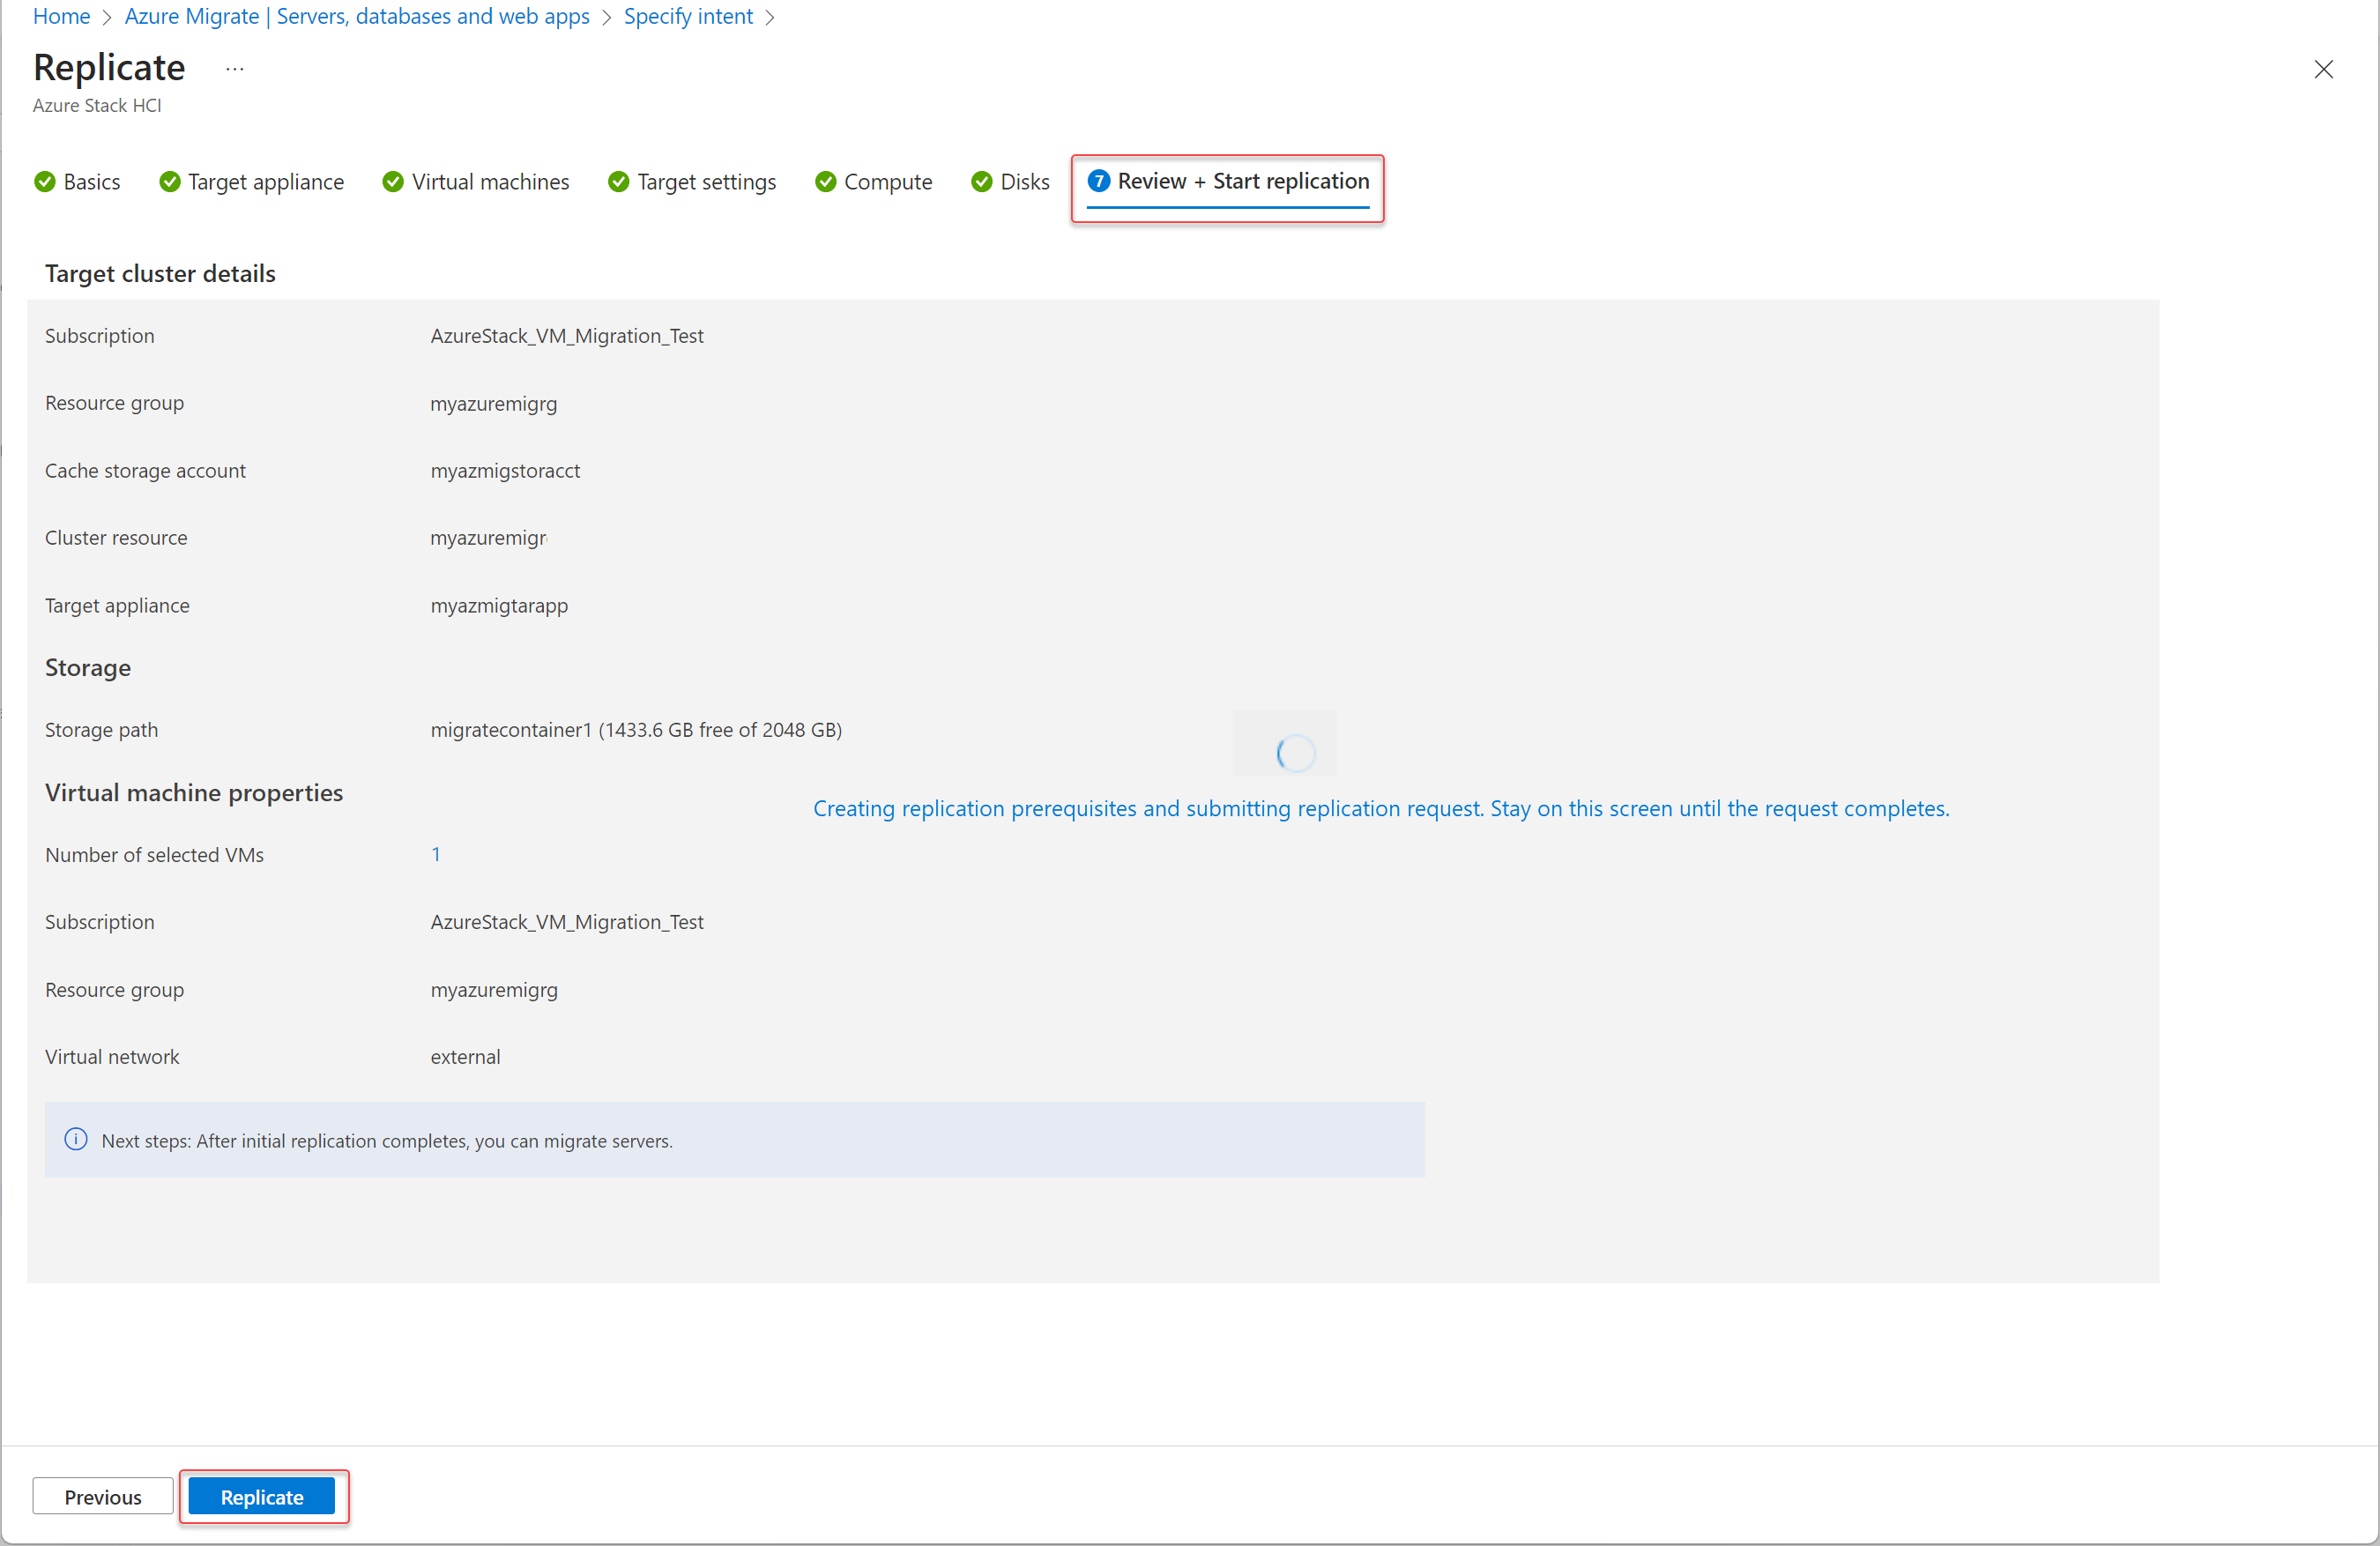 Home > Azure Migrate | Servers, databases and web apps > Specify intent >
Replicate ...
Azure Stack HCI
Basics Target appliance Virtual machines Target settings Compute Disks 7 Review + Start replication
Target cluster details
Subscription AzureStack_VM_Migration_Test
Resource group myazuremigrg
Cache storage account myazmigstoracct
Cluster resource
Target appliance myazmigtarapp
Storage
Storage path migratecontainer1 (1433.6 GB free of 2048 GB)
Virtual machine properties
Creating replication prerequisites and submitting replication request. Stay on this screen until the request completes.
Number of selected VMs 1
Subscription AzureStack_VM_Migration_Test
Resource group myazuremigrg
Virtual network external
Next steps: After initial replication completes, you can migrate servers.
Previous Replicate